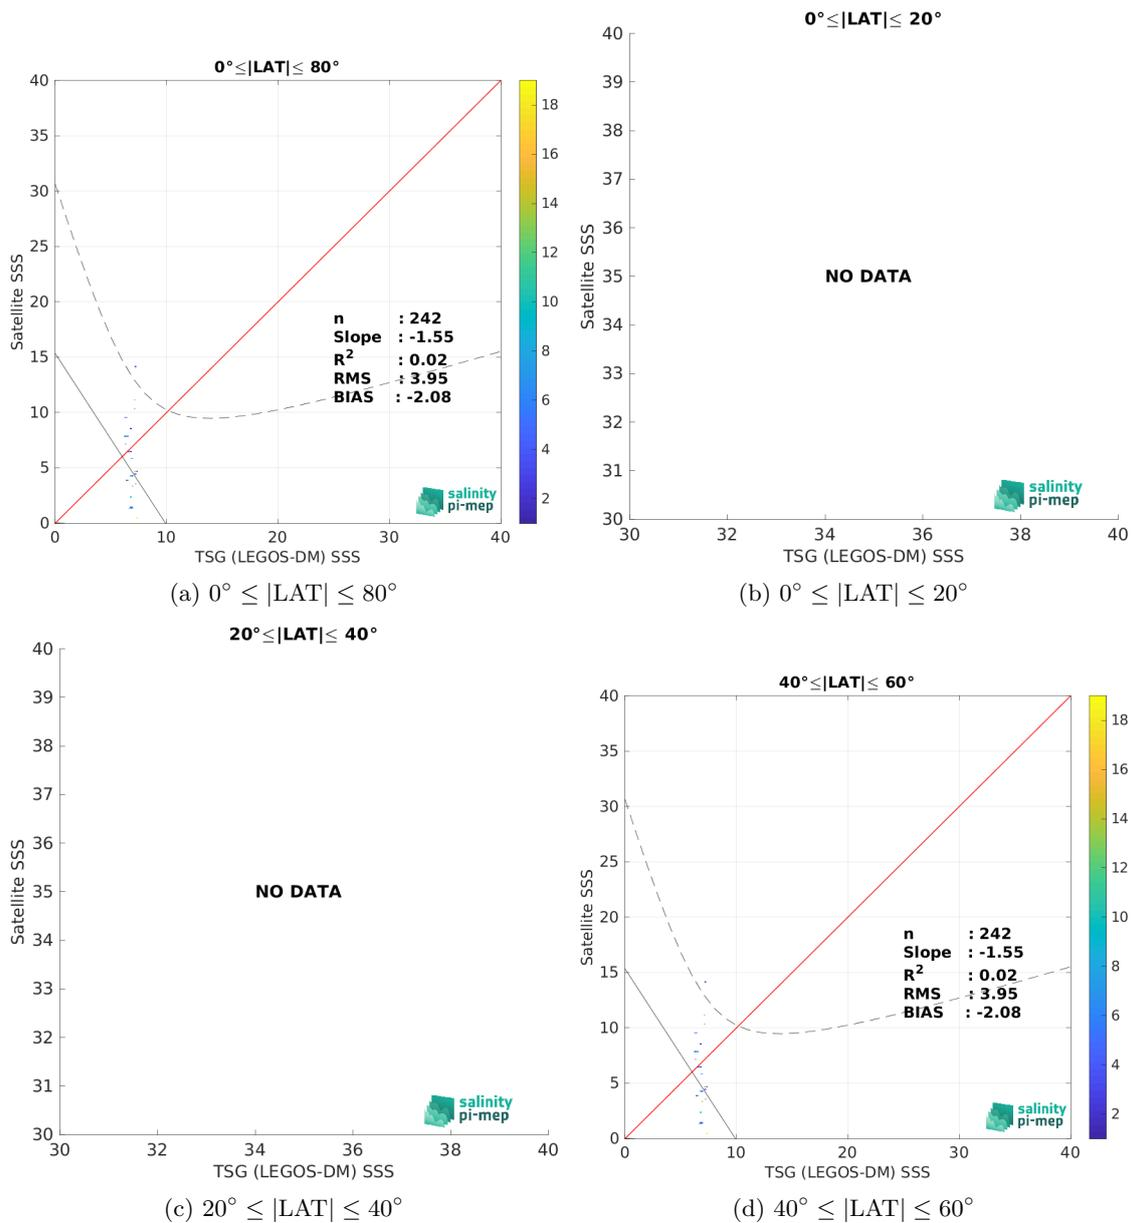 0°≤|LAT|≤ 80°
40
35
30
25
20
15
10
5
0
Satellite SSS
n : 242
Slope : -1.55
R2 : 0.02
RMS : 3.95
BIAS : -2.08
salinity
pi-mep
0 10 20 30 40
TSG (LEGOS-DM) SSS
18
16
14
12
10
8
6
4
2
(a) 0° ≤ |LAT| ≤ 80°
0°≤|LAT|≤ 20°
40
39
38
37
36
35
34
33
32
31
30
Satellite SSS
NO DATA
salinity
pi-mep
30 32 34 36 38 40
TSG (LEGOS-DM) SSS
(b) 0° ≤ |LAT| ≤ 20°
20°≤|LAT|≤ 40°
40
39
38
37
36
35
34
33
32
31
30
Satellite SSS
NO DATA
salinity
pi-mep
30 32 34 36 38 40
TSG (LEGOS-DM) SSS
(c) 20° ≤ |LAT| ≤ 40°
40°≤|LAT|≤ 60°
40
35
30
25
20
15
10
5
0
Satellite SSS
n : 242
Slope : -1.55
R2 : 0.02
RMS : 3.95
BIAS : -2.08
salinity
pi-mep
0 10 20 30 40
TSG (LEGOS-DM) SSS
18
16
14
12
10
8
6
4
2
(d) 40° ≤ |LAT| ≤ 60°